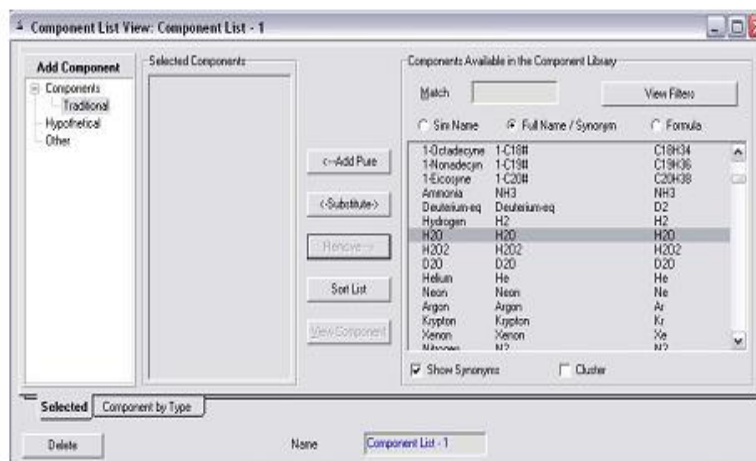 Component List View: Component List - 1
Add Component
Components
Traditional
Hypothetical
Other
Selected Components
<--Add Pure
<-Substitute->
Remove-->
Sort List
View Component
Components Available in the Component Library
Match
View Filters
Sim Name Full Name / Synonym Formula
1-Octadecyne 1-C18# C18H34
1-Nonadecyn 1-C19# C19H36
1-Eicosyne 1-C20# C20H38
Ammonia NH3 NH3
Deuterium-eq Deuterium-eq D2
Hydrogen H2 H2
H2O H2O H2O
H2O2 H2O2 H2O2
D2O D2O D2O
Helium He He
Neon Neon Ne
Argon Argon Ar
Krypton Krypton Kr
Xenon Xenon Xe
Nitrogen N2 N2
Show Synonyms Cluster
Selected Component by Type
Delete Name Component List - 1